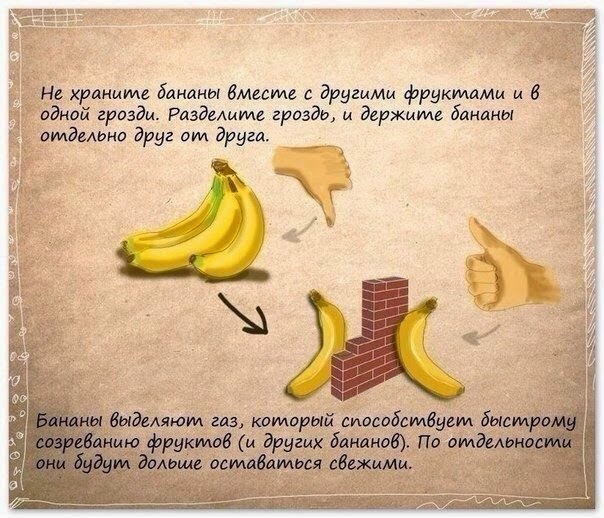 Не храните бананы вместе с другими фруктами и в
одной грозди. Разделите гроздь, и держите бананы
отдельно друг от друга.
Бананы выделяют газ, который способствует быстрому
созреванию фруктов (и других бананов). По отдельности
они будут дольше оставаться свежими.